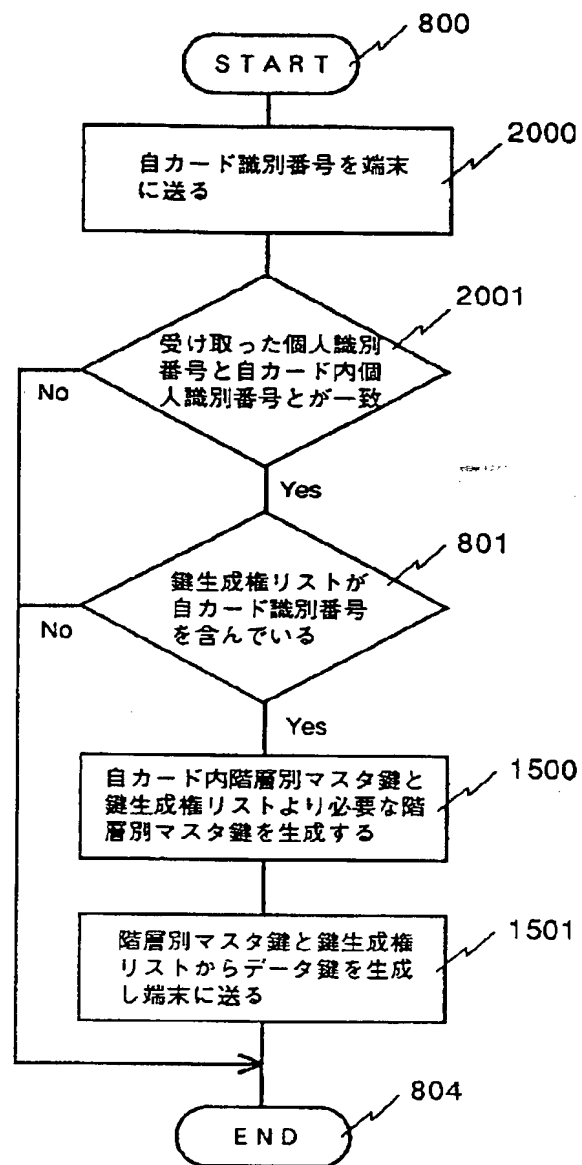 800
START
2000
自カード識別番号を端末
に送る
2001
受け取った個人識別
番号と自カード内個
人識別番号とが一致
No
Yes
801
鍵生成権リストが
自カード識別番号
を含んでいる
No
Yes
1500
自カード内階層別マスタ鍵と
鍵生成権リストより必要な階
層別マスタ鍵を生成する
1501
階層別マスタ鍵と鍵生成権
リストからデータ鍵を生成
し端末に送る
804
END